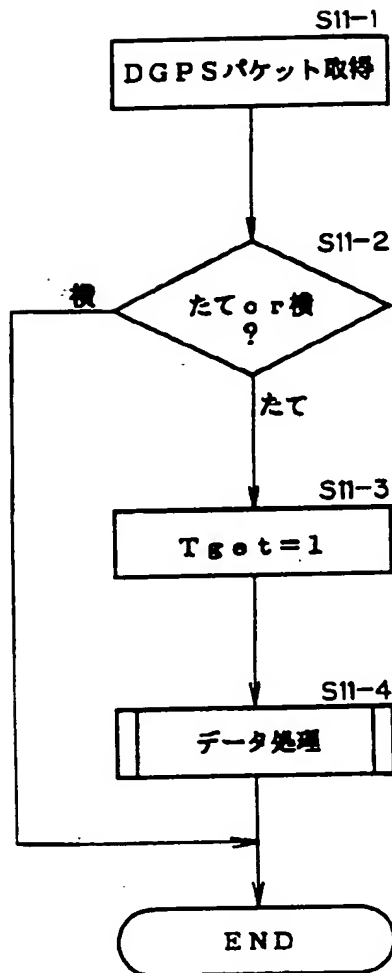 S11-1
DGPSパケット取得
S11-2
横
たてor横
?
たて
S11-3
Tget=1
S11-4
データ処理
END